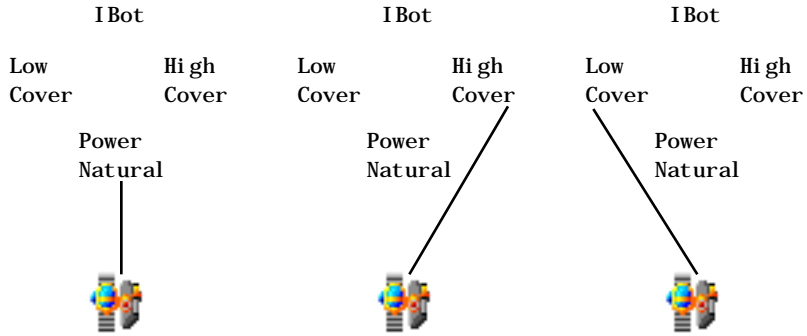 IBot IBot IBot
Low High Low High Low High
Cover Cover Cover Cover Cover Cover
Power Power Power
Natural Natural Natural